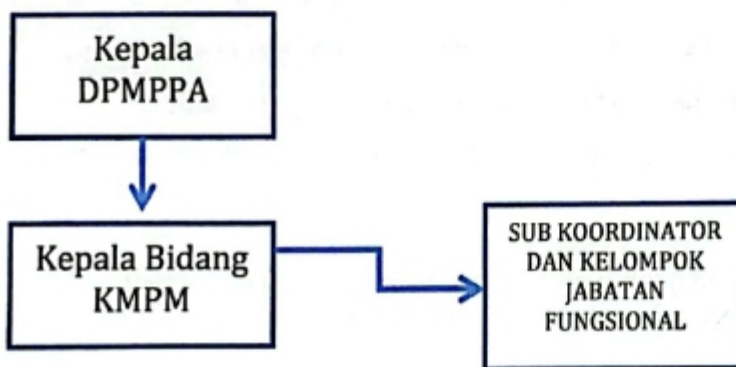 Kepala
DPMPPA
Kepala Bidang
KMPM
SUB KOORDINATOR
DAN KELOMPOK
JABATAN
FUNGSIONAL